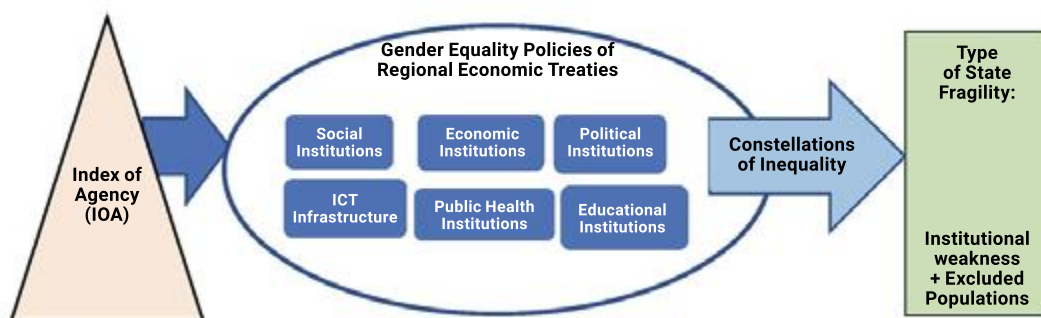 Index of
Agency
(IOA)
Gender Equality Policies of
Regional Economic Treaties
Social
Institutions
Economic
Institutions
Political
Institutions
ICT
Infrastructure
Public Health
Institutions
Educational
Institutions
Constellations
of Inequality
Type
of State
Fragility:
Institutional
weakness
+ Excluded
Populations